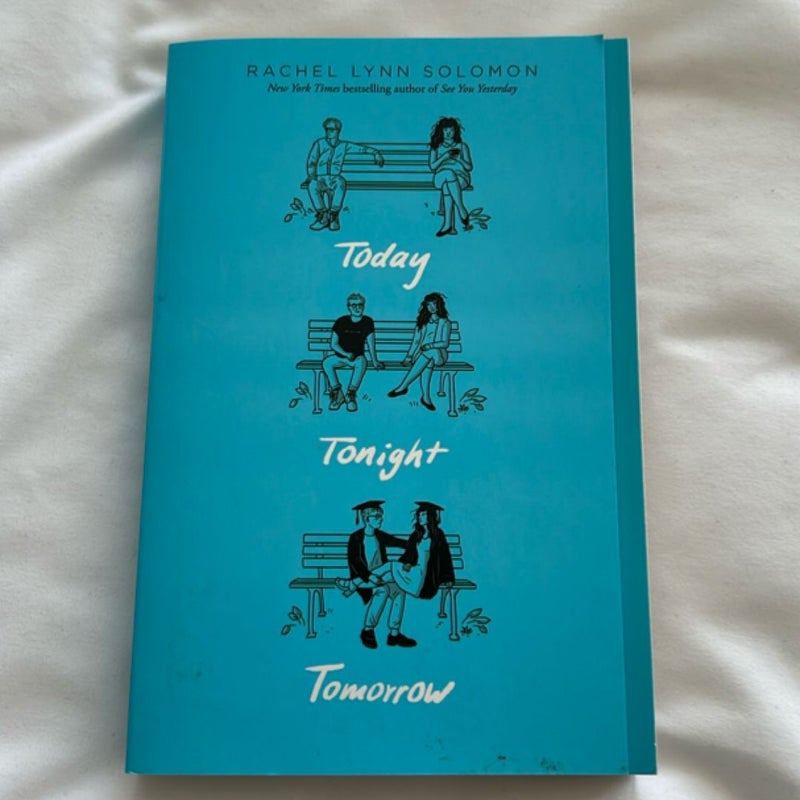 RACHEL LYNN SOLOMON
New York Times bestselling author of See You Yesterday
Today
Tonight
Tomorrow